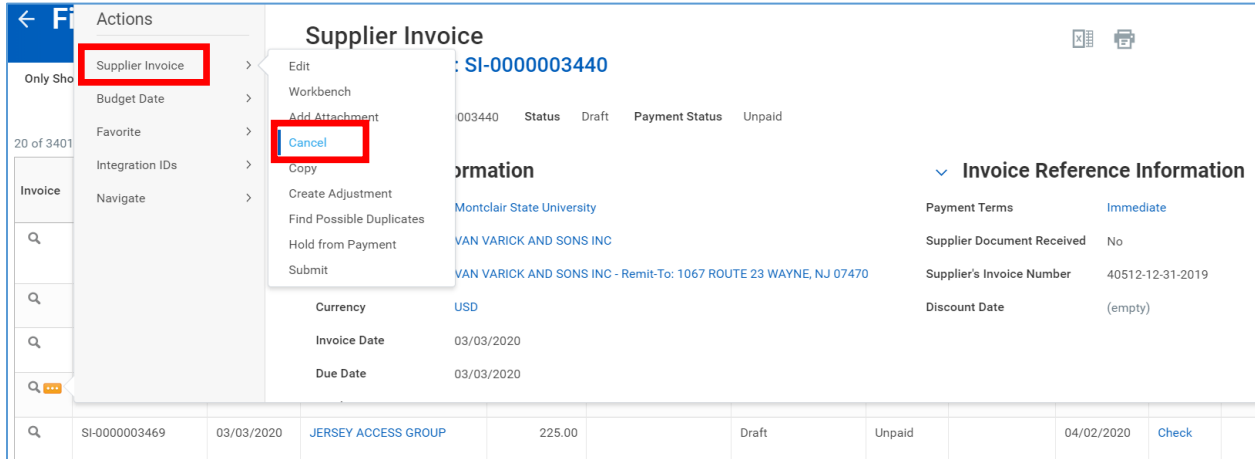 Fi
Actions
Supplier Invoice
: SI-0000003440
Only Sho
Supplier Invoice
Budget Date
Favorite
Integration IDs
Navigate
Edit
Workbench
Add Attachment
Cancel
Copy
Create Adjustment
Find Possible Duplicates
Hold from Payment
Submit
003440 Status Draft Payment Status Unpaid
20 of 3401
Invoice
ormation
Montclair State University
VAN VARICK AND SONS INC
VAN VARICK AND SONS INC - Remit-To: 1067 ROUTE 23 WAYNE, NJ 07470
Currency USD
Invoice Date 03/03/2020
Due Date 03/03/2020
Invoice Reference Information
Payment Terms Immediate
Supplier Document Received No
Supplier's Invoice Number 40512-12-31-2019
Discount Date (empty)
SI-0000003469 03/03/2020 JERSEY ACCESS GROUP 225.00 Draft Unpaid 04/02/2020 Check